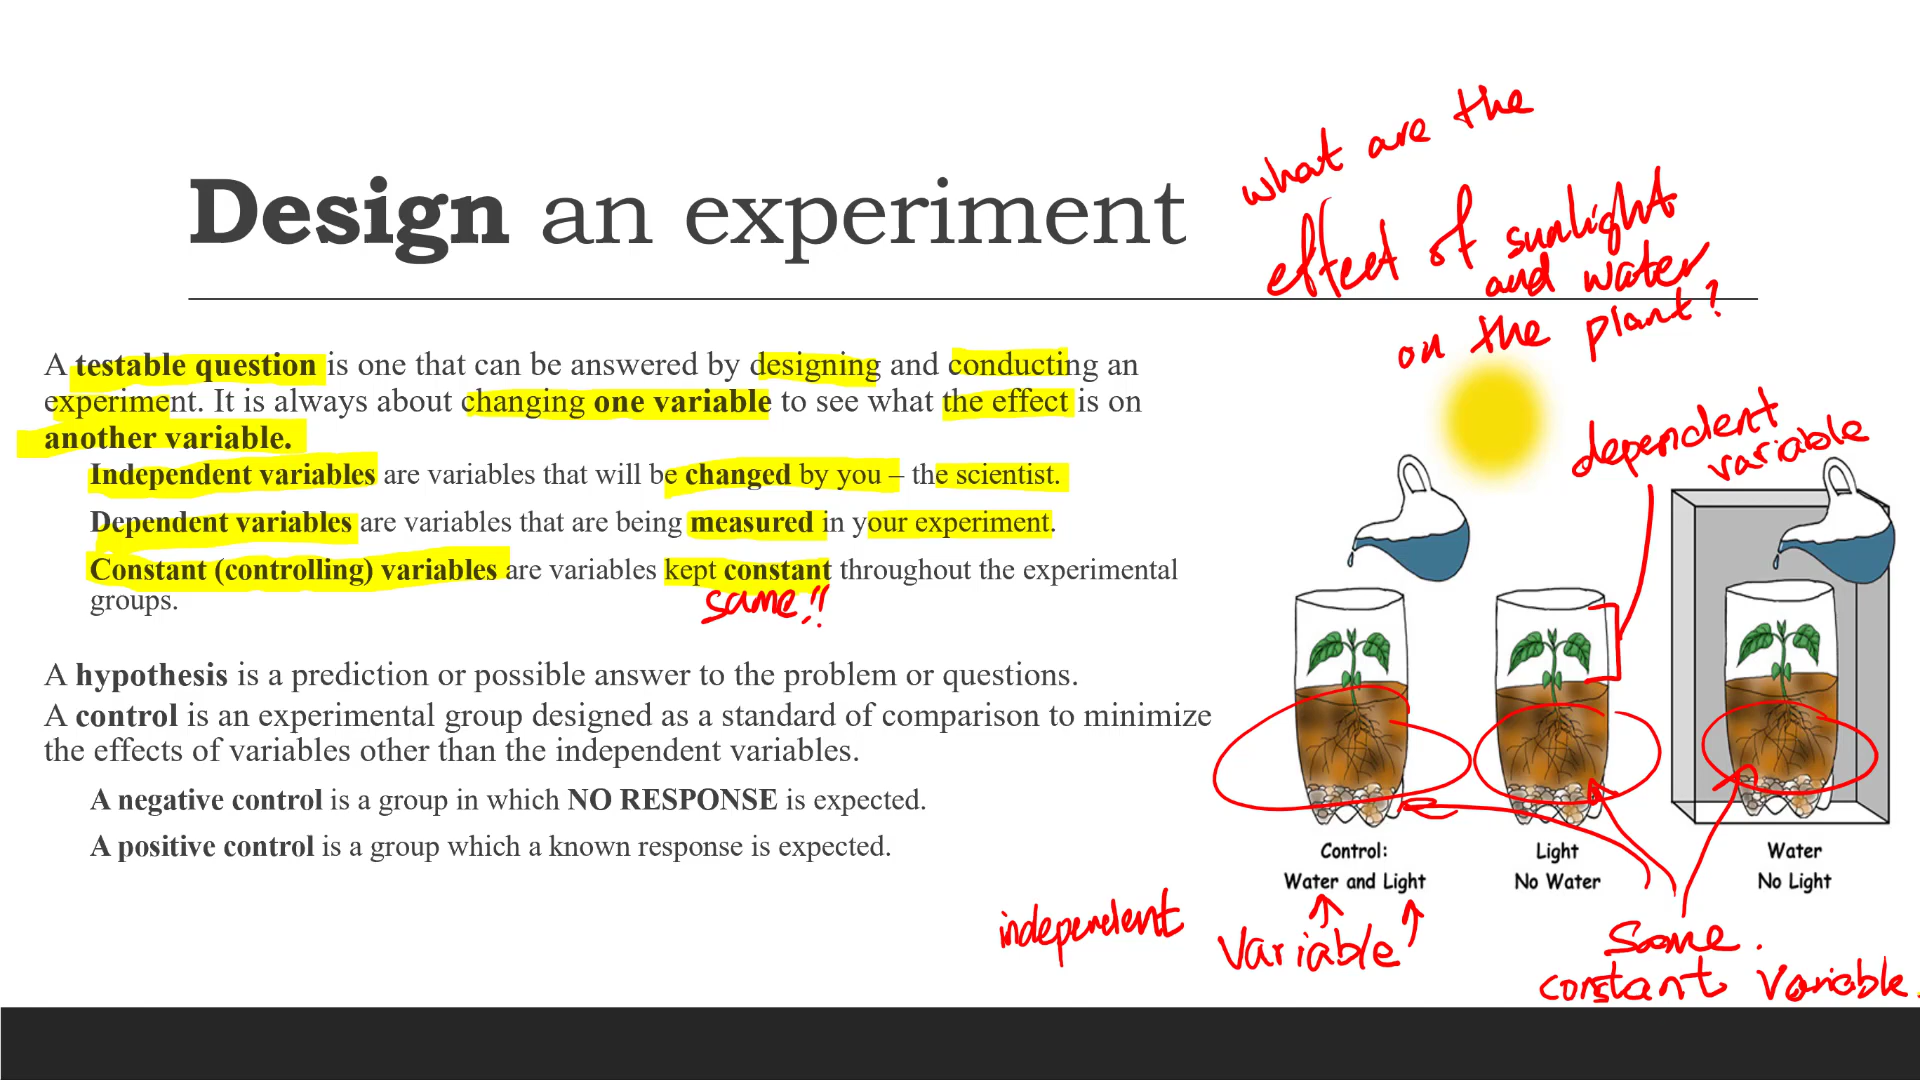 what are the
effect of sunlight
and water
on the plant?
Design an experiment
A testable question is one that can be answered by designing and conducting an
experiment. It is always about changing one variable to see what the effect is on
another variable.
Independent variables are variables that will be changed by you – the scientist.
Dependent variables are variables that are being measured in your experiment.
Constant (controlling) variables are variables kept constant throughout the experimental
groups.
same!!
A hypothesis is a prediction or possible answer to the problem or questions.
A control is an experimental group designed as a standard of comparison to minimize
the effects of variables other than the independent variables.
A negative control is a group in which NO RESPONSE is expected.
A positive control is a group which a known response is expected.
dependent
variable
Control:
Water and Light
Light
No Water
Water
No Light
independent variable
Same.
constant variable.